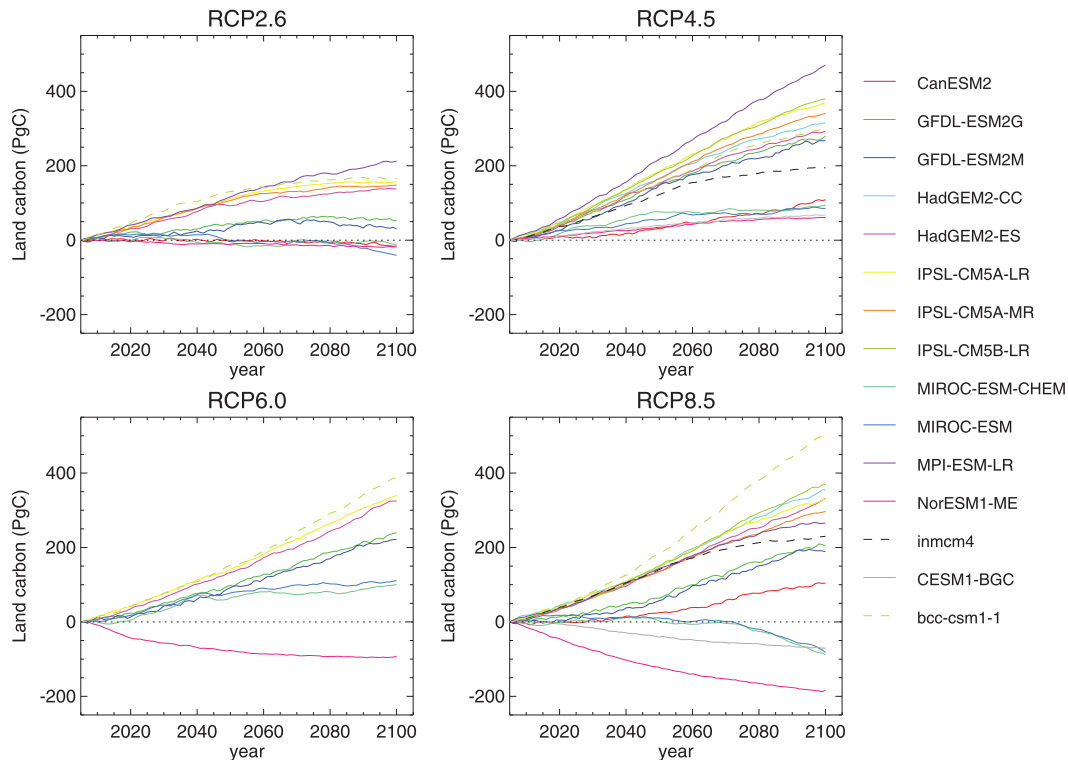 RCP2.6
Land carbon (PgC)
400
200
0
-200
2020 2040 2060 2080 2100
year
RCP4.5
Land carbon (PgC)
400
200
0
-200
2020 2040 2060 2080 2100
year
RCP6.0
Land carbon (PgC)
400
200
0
-200
2020 2040 2060 2080 2100
year
RCP8.5
Land carbon (PgC)
400
200
0
-200
2020 2040 2060 2080 2100
year
CanESM2
GFDL-ESM2G
GFDL-ESM2M
HadGEM2-CC
HadGEM2-ES
IPSL-CM5A-LR
IPSL-CM5A-MR
IPSL-CM5B-LR
MIROC-ESM-CHEM
MIROC-ESM
MPI-ESM-LR
NorESM1-ME
inmcm4
CESM1-BGC
bcc-csm1-1